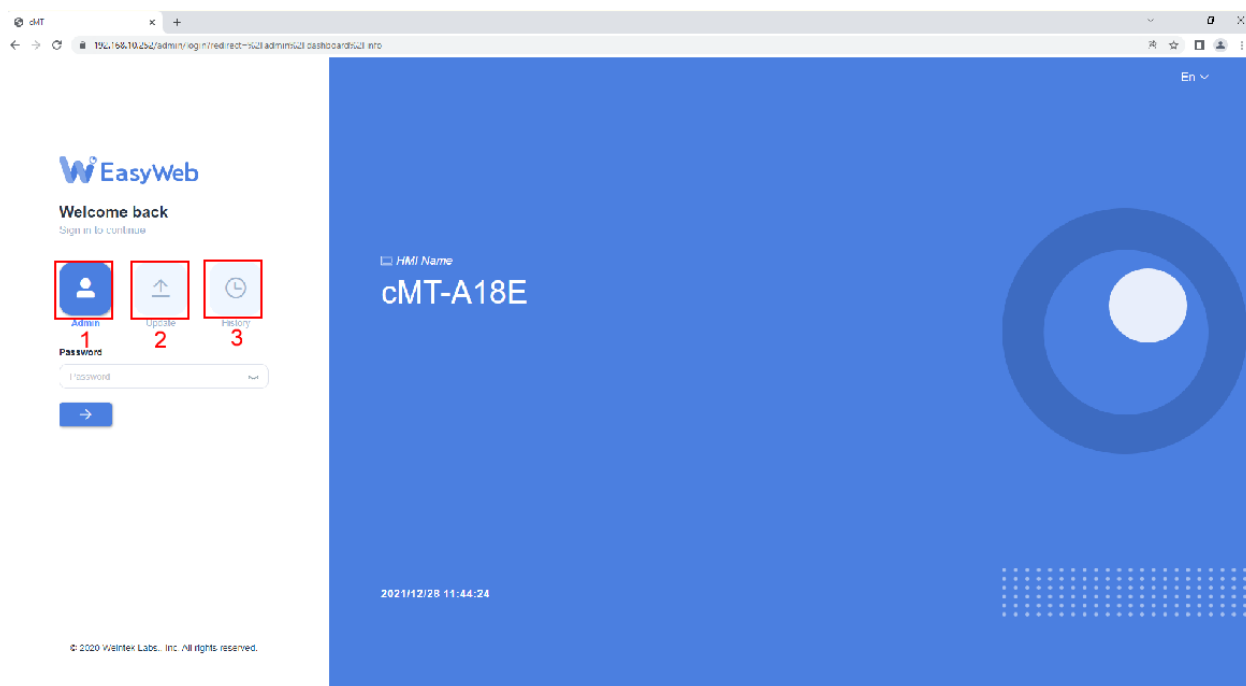 cMT
192.168.10.252/admin/login?redirect=%2Fadmin%2Fdashboard%2Finfo
En
EasyWeb
Welcome back
Sign in to continue
Admin
Update
History
1
2
3
Password
Password
HMI Name
cMT-A18E
2021/12/28 11:44:24
© 2020 Weintek Labs., Inc. All rights reserved.